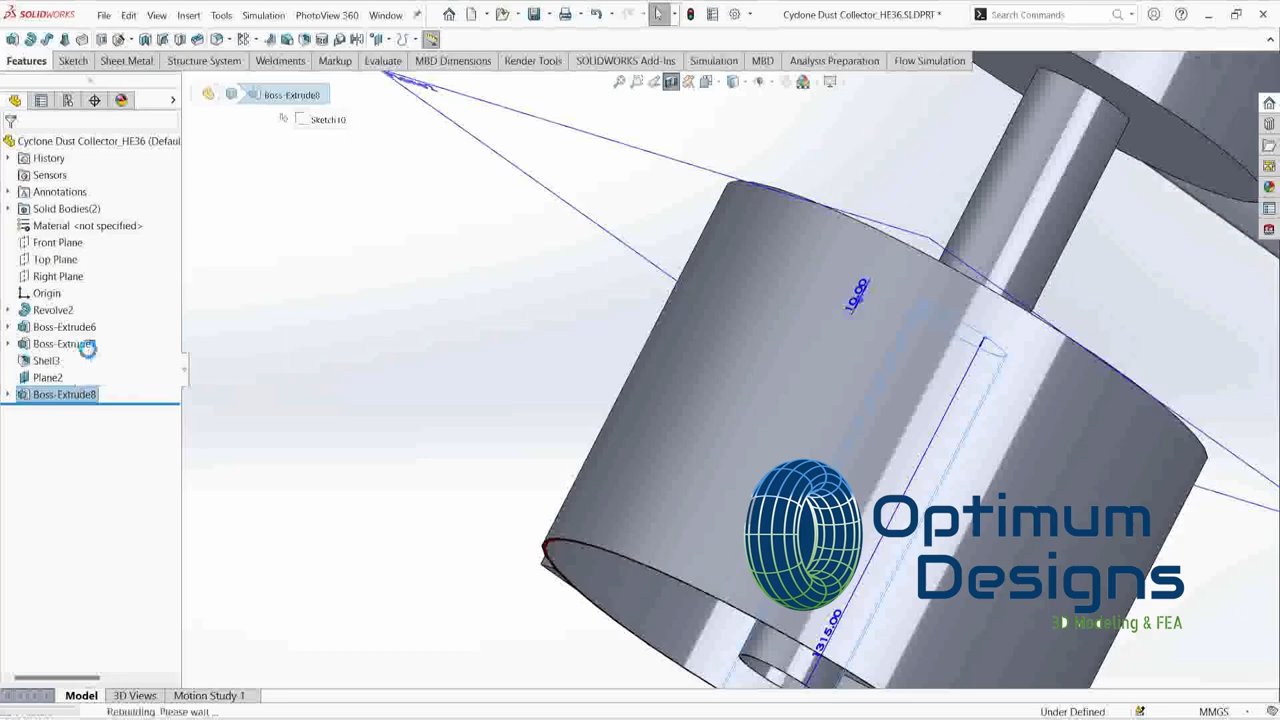 SOLIDWORKS File Edit View Insert Tools Simulation PhotoView 360 Window Cyclone Dust Collector_HE36.SLDPRT * Search Commands
Features Sketch Sheet Metal Structure System Weldments Markup Evaluate MBD Dimensions Render Tools SOLIDWORKS Add-Ins Simulation MBD Analysis Preparation Flow Simulation
Boss-Extrude8
Sketch10
Cyclone Dust Collector_HE36 (Defaul
History
Sensors
Annotations
Solid Bodies(2)
Material <not specified>
Front Plane
Top Plane
Right Plane
Origin
Revolve2
Boss-Extrude6
Shell3
Plane2
Boss-Extrude8
10.00
1315.00
Optimum
Designs
3D Modeling & FEA
Model 3D Views Motion Study 1
Rebuilding Please wait ... Under Defined MMGS